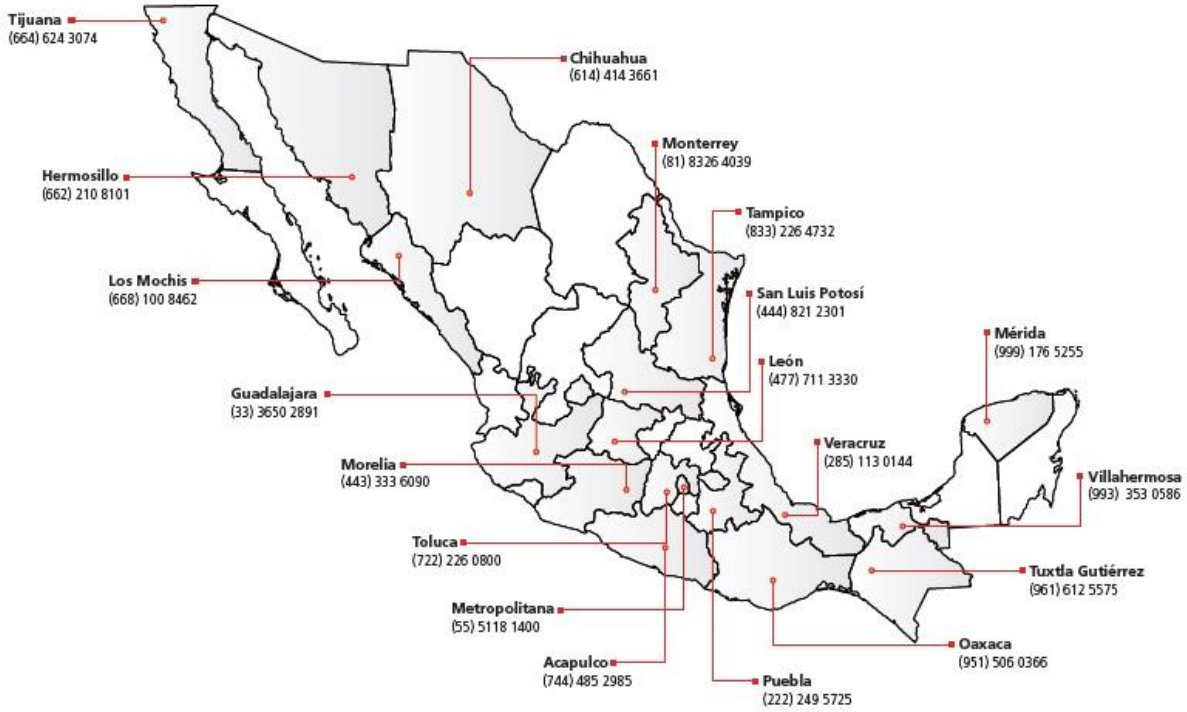 Tijuana
(664) 624 3074
Chihuahua
(614) 414 3661
Monterrey
(81) 8326 4039
Hermosillo
(662) 210 8101
Tampico
(833) 226 4732
Los Mochis
(668) 100 8462
San Luis Potosí
(444) 821 2301
Mérida
(999) 176 5255
León
(477) 711 3330
Guadalajara
(33) 3650 2891
Veracruz
(285) 113 0144
Morelia
(443) 333 6090
Villahermosa
(993) 353 0586
Toluca
(722) 226 0800
Tuxtla Gutiérrez
(961) 612 5575
Metropolitana
(55) 5118 1400
Oaxaca
(951) 506 0366
Acapulco
(744) 485 2985
Puebla
(222) 249 5725